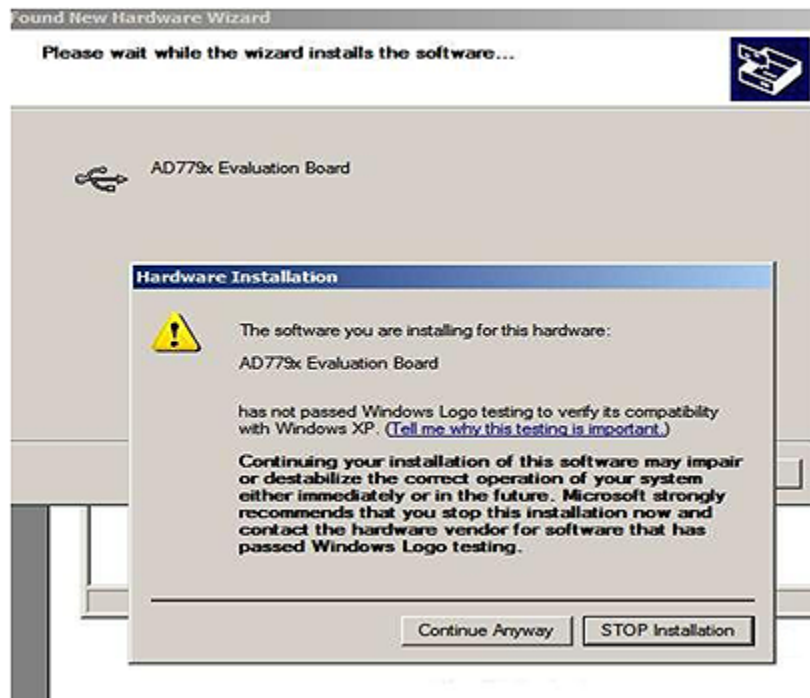 Found New Hardware Wizard
Please wait while the wizard installs the software...
AD779x Evaluation Board
Hardware Installation
The software you are installing for this hardware:
AD779x Evaluation Board
has not passed Windows Logo testing to verify its compatibility
with Windows XP. (Tell me why this testing is important.)
Continuing your installation of this software may impair
or destabilize the correct operation of your system
either immediately or in the future. Microsoft strongly
recommends that you stop this installation now and
contact the hardware vendor for software that has
passed Windows Logo testing.
Continue Anyway
STOP Installation